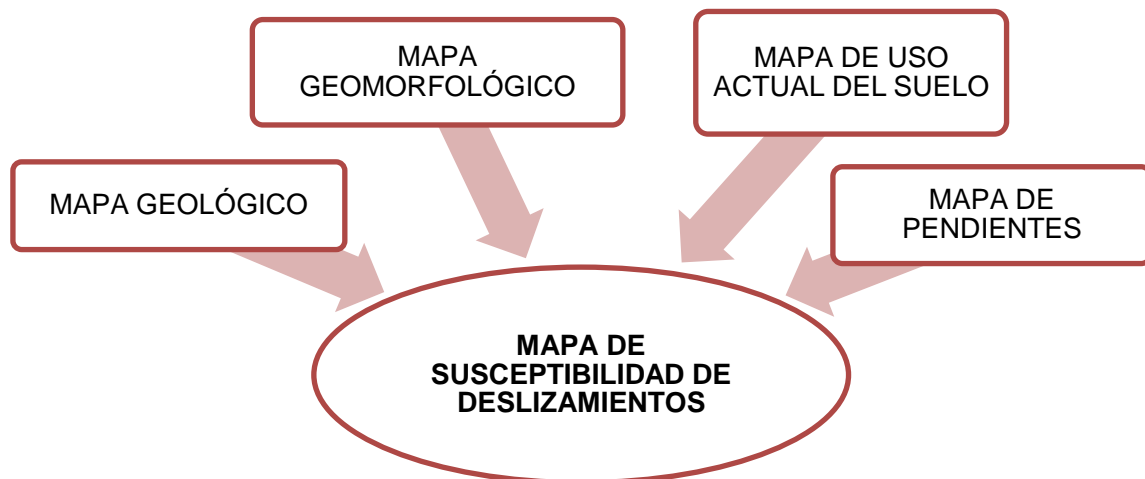 MAPA
GEOMORFOLÓGICO
MAPA DE USO
ACTUAL DEL SUELO
MAPA GEOLÓGICO
MAPA DE
PENDIENTES
MAPA DE
SUSCEPTIBILIDAD DE
DESLIZAMIENTOS